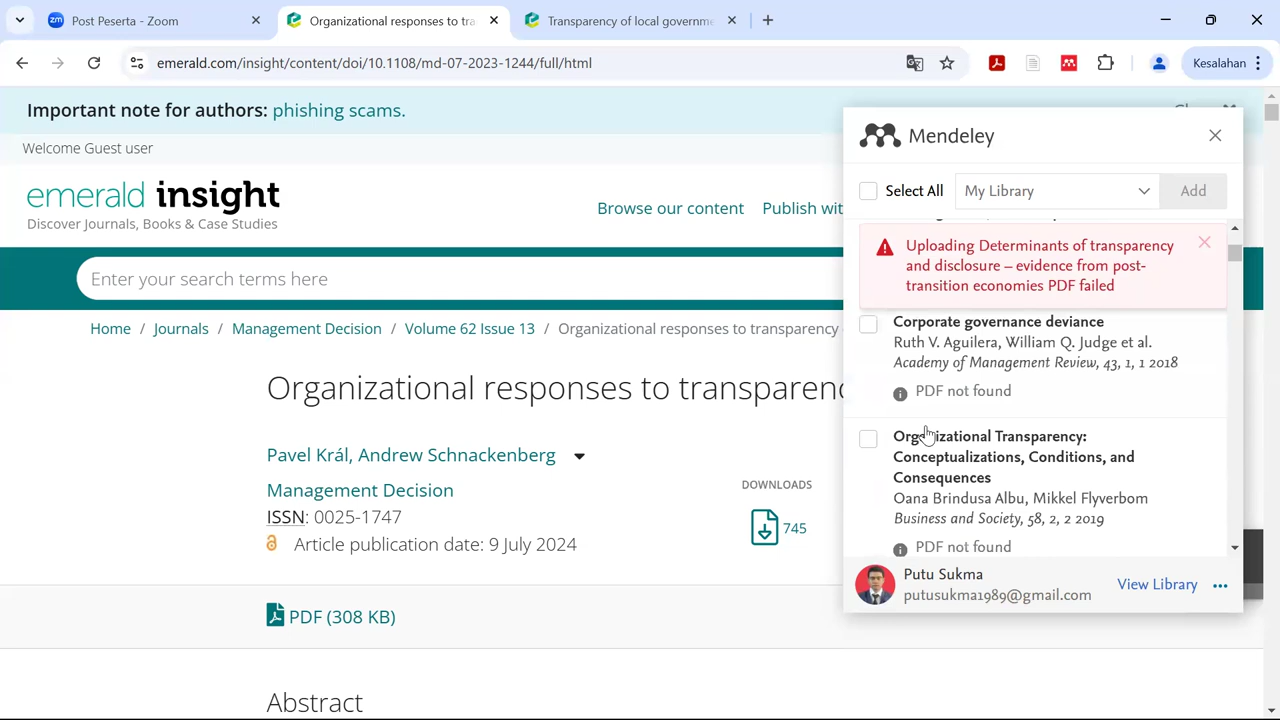 Post Peserta - Zoom
Organizational responses to tra
Transparency of local governme
emerald.com/insight/content/doi/10.1108/md-07-2023-1244/full/html
Kesalahan
Important note for authors: phishing scams.
Welcome Guest user
emerald insight
Discover Journals, Books & Case Studies
Browse our content
Publish wit
Enter your search terms here
Home / Journals / Management Decision / Volume 62 Issue 13 / Organizational responses to transparency
Organizational responses to transparenc
Pavel Král, Andrew Schnackenberg
Management Decision
ISSN: 0025-1747
Article publication date: 9 July 2024
DOWNLOADS
745
PDF (308 KB)
Abstract
Mendeley
Select All
My Library
Add
Uploading Determinants of transparency
and disclosure – evidence from post-
transition economies PDF failed
Corporate governance deviance
Ruth V. Aguilera, William Q. Judge et al.
Academy of Management Review, 43, 1, 1 2018
PDF not found
Organizational Transparency:
Conceptualizations, Conditions, and
Consequences
Oana Brindusa Albu, Mikkel Flyverbom
Business and Society, 58, 2, 2 2019
PDF not found
Putu Sukma
putusukma1989@gmail.com
View Library